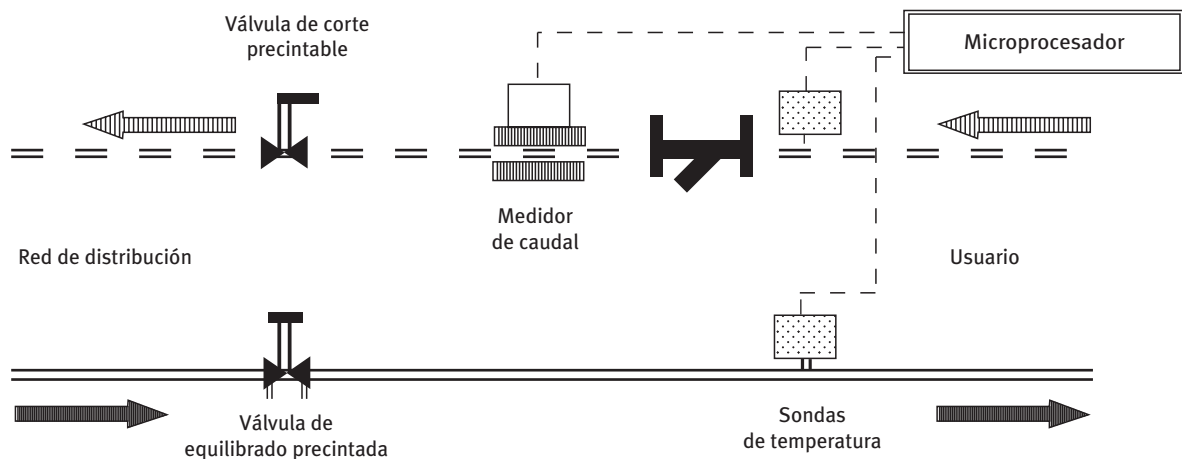 Válvula de corte
precintable
Microprocesador
Medidor
de caudal
Red de distribución
Usuario
Válvula de
equilibrado precintada
Sondas
de temperatura